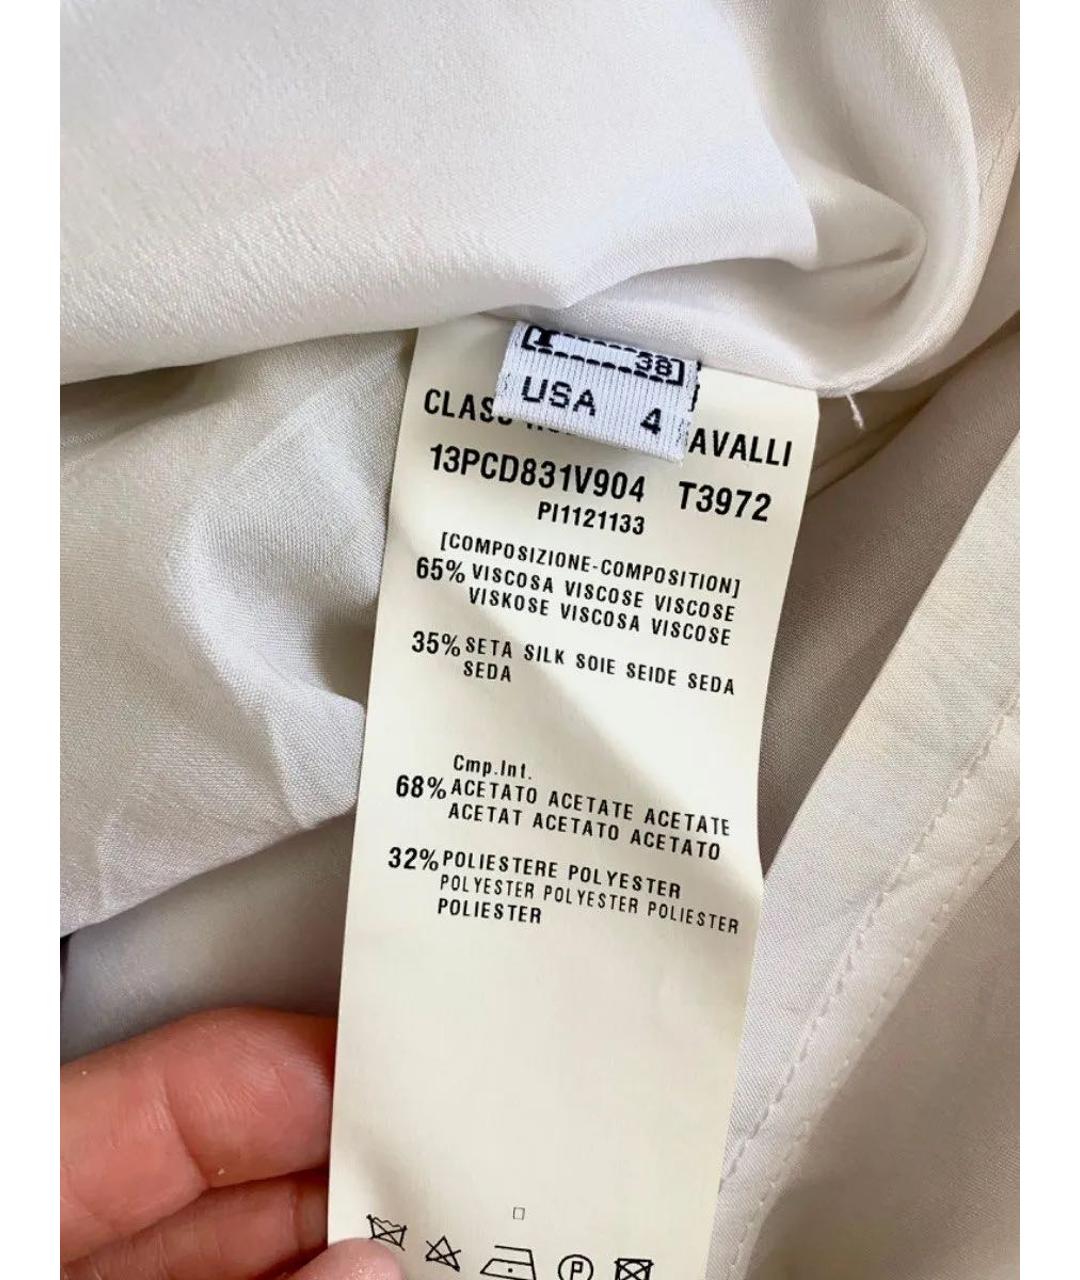 38
USA 4
CLASS AVALLI
13PCD831V904 T3972
PI1121133
[COMPOSIZIONE-COMPOSITION]
65% VISCOSA VISCOSE VISCOSE
VISKOSE VISCOSA VISCOSE
35% SETA SILK SOIE SEIDE SEDA
SEDA
Cmp.Int.
68% ACETATO ACETATE ACETATE
ACETAT ACETATO ACETATO
32% POLIESTERE POLYESTER
POLYESTER POLYESTER POLIESTER
POLIESTER
P